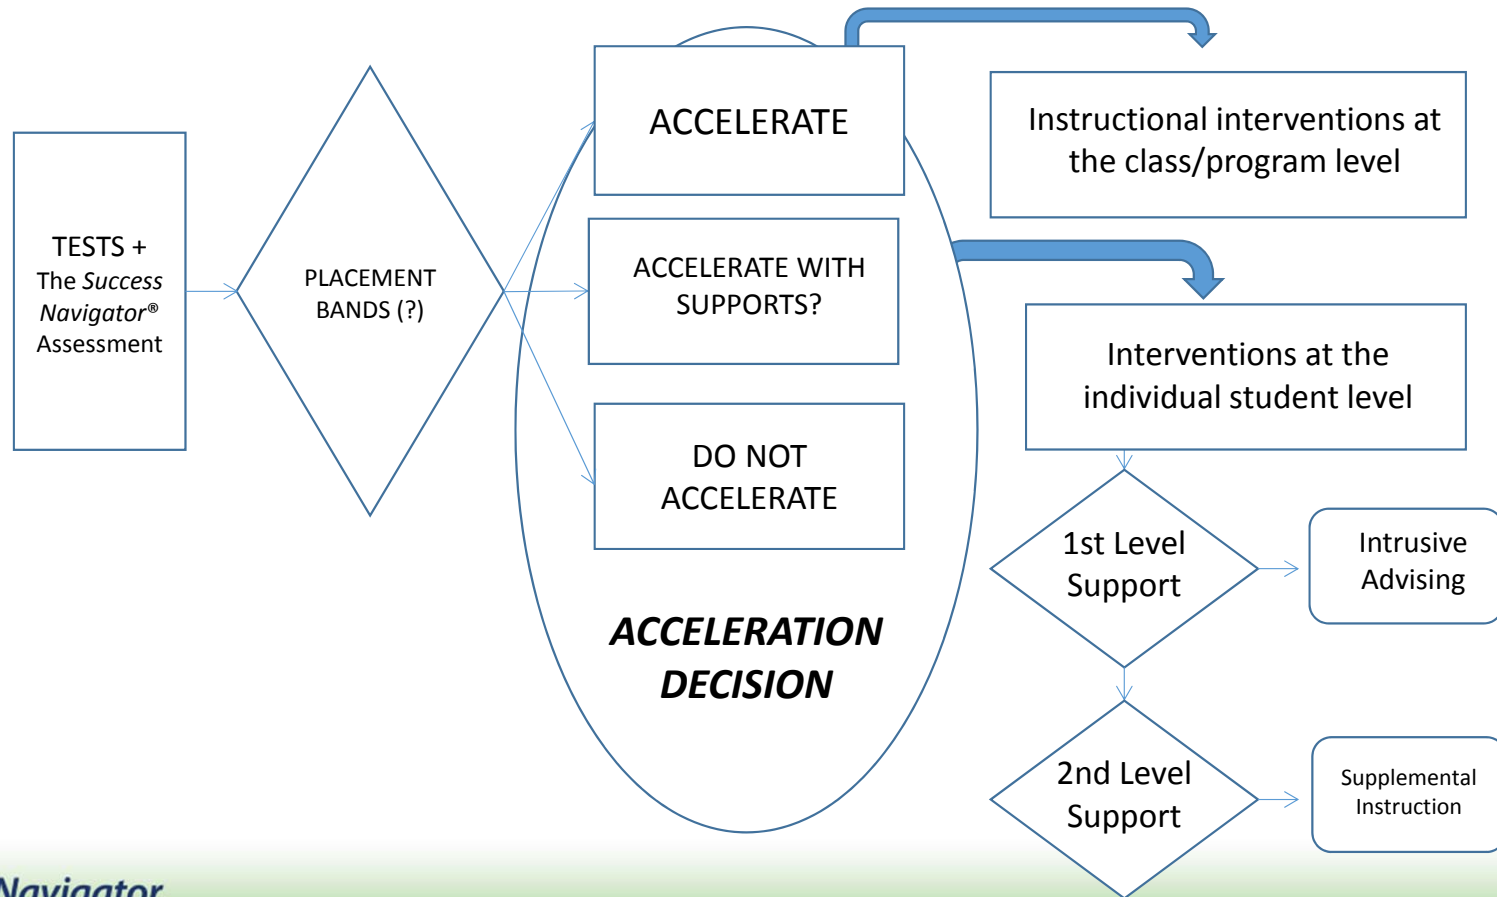 TESTS +
The Success
Navigator®
Assessment
PLACEMENT
BANDS (?)
ACCELERATE
ACCELERATE WITH
SUPPORTS?
DO NOT
ACCELERATE
ACCELERATION
DECISION
Instructional interventions at
the class/program level
Interventions at the
individual student level
1st Level
Support
Intrusive
Advising
2nd Level
Support
Supplemental
Instruction
Navigator